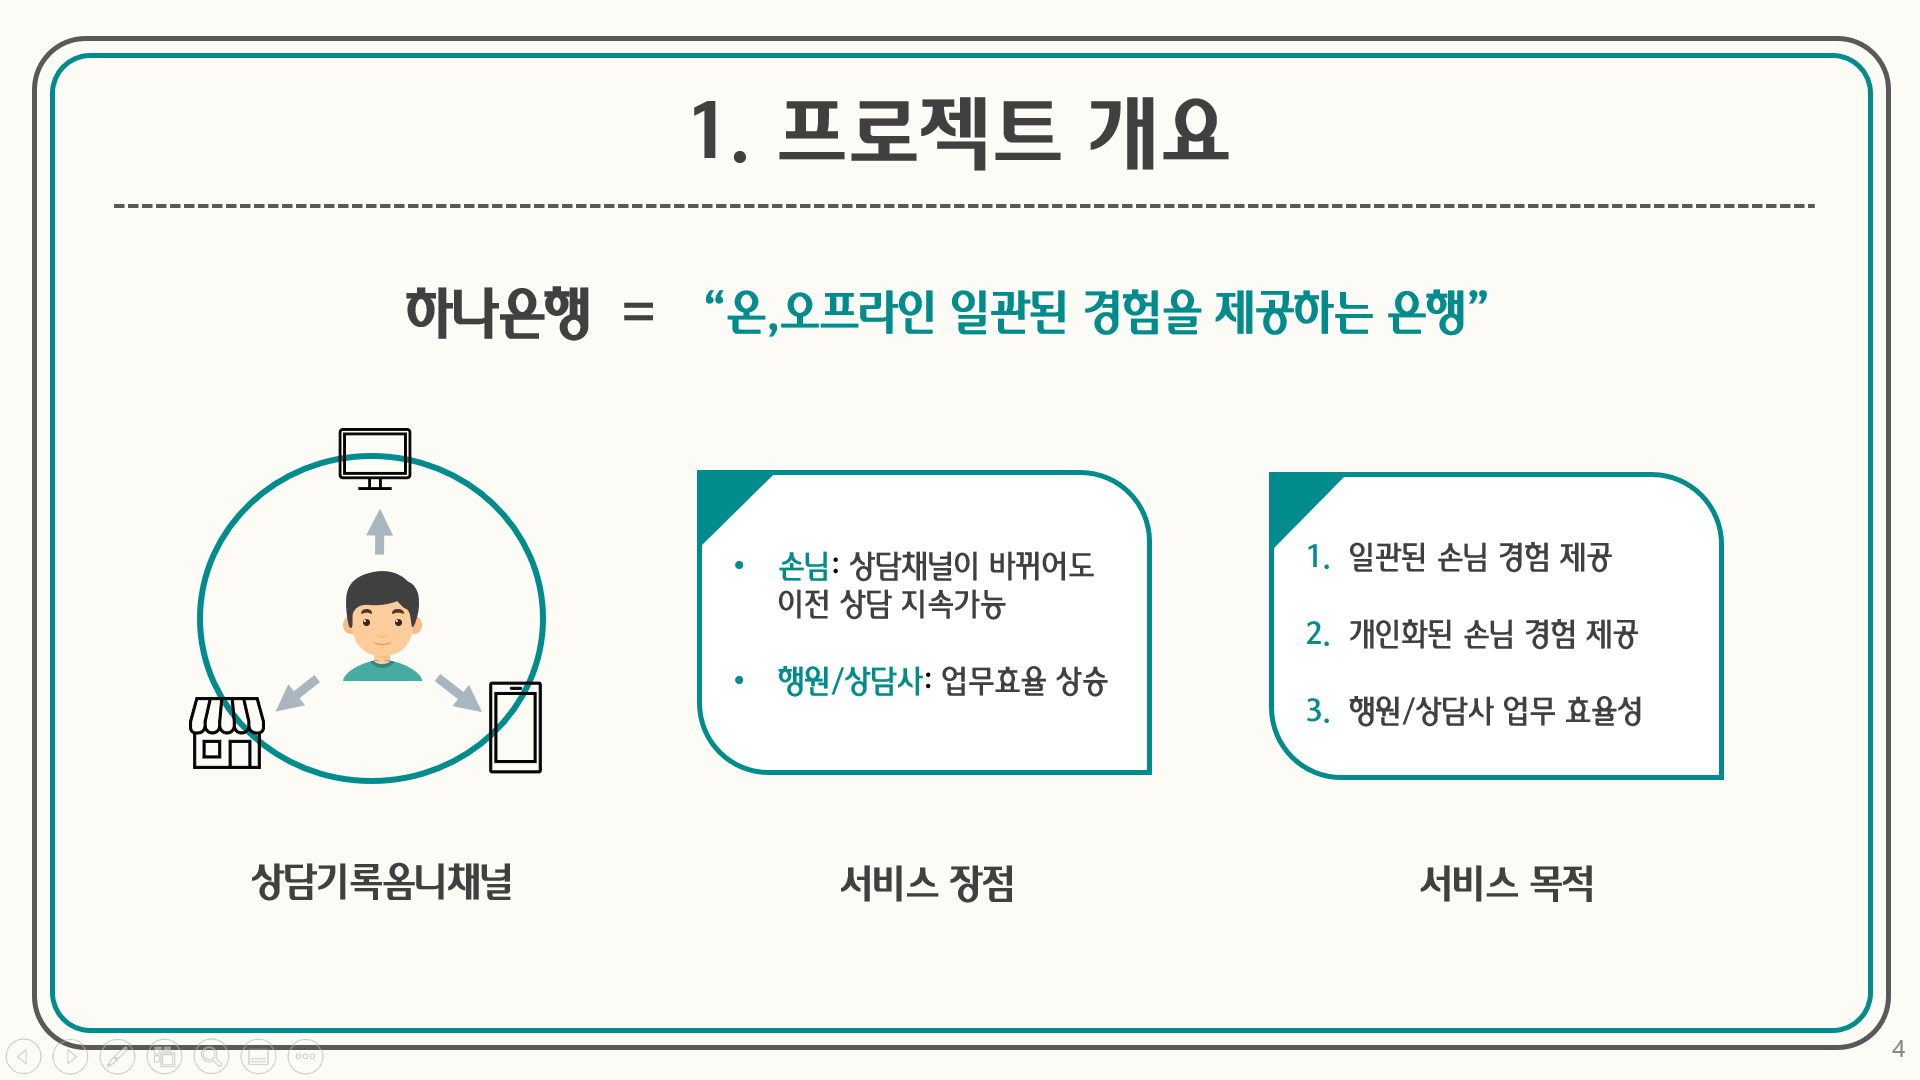 1. 프로젝트 개요
하나은행 = “온,오프라인 일관된 경험을 제공하는 은행”
상담기록옴니채널
• 손님: 상담채널이 바뀌어도
이전 상담 지속가능
• 행원/상담사: 업무효율 상승
서비스 장점
1. 일관된 손님 경험 제공
2. 개인화된 손님 경험 제공
3. 행원/상담사 업무 효율성
서비스 목적
4